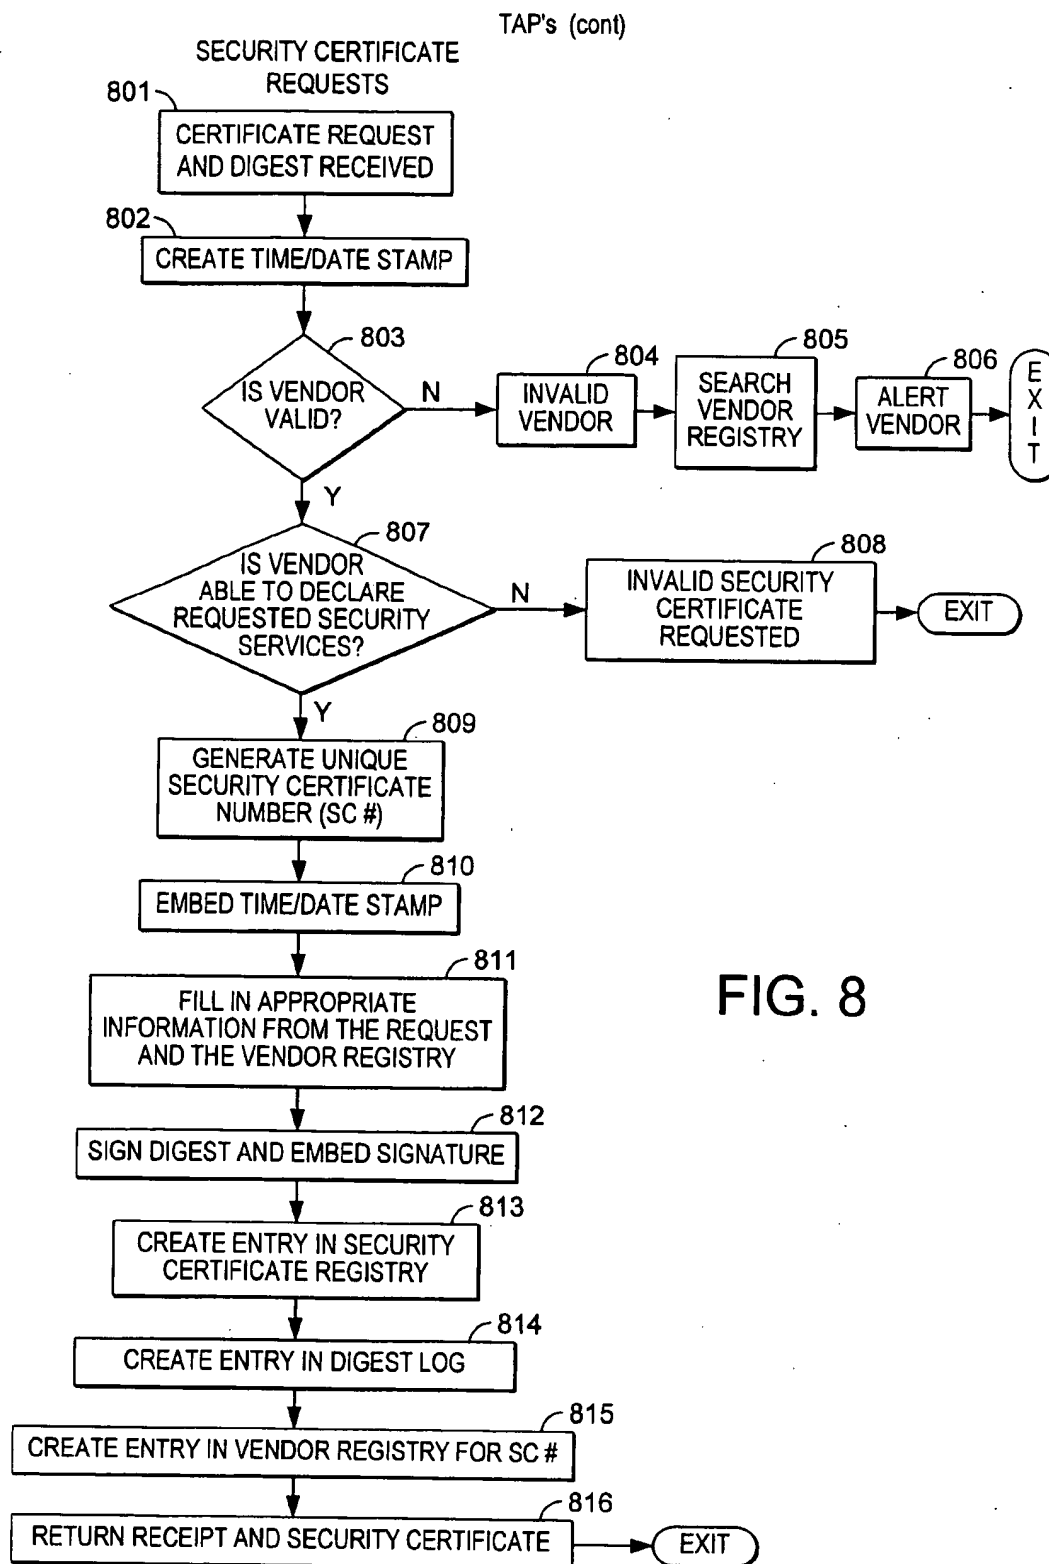 TAP's (cont)
SECURITY CERTIFICATE
REQUESTS
801
CERTIFICATE REQUEST
AND DIGEST RECEIVED
802
CREATE TIME/DATE STAMP
803
IS VENDOR
VALID?
N
804
INVALID
VENDOR
805
SEARCH
VENDOR
REGISTRY
806
ALERT
VENDOR
EXIT
Y
807
IS VENDOR
ABLE TO DECLARE
REQUESTED SECURITY
SERVICES?
N
808
INVALID SECURITY
CERTIFICATE
REQUESTED
EXIT
Y
809
GENERATE UNIQUE
SECURITY CERTIFICATE
NUMBER (SC #)
810
EMBED TIME/DATE STAMP
811
FILL IN APPROPRIATE
INFORMATION FROM THE REQUEST
AND THE VENDOR REGISTRY
FIG. 8
812
SIGN DIGEST AND EMBED SIGNATURE
813
CREATE ENTRY IN SECURITY
CERTIFICATE REGISTRY
814
CREATE ENTRY IN DIGEST LOG
815
CREATE ENTRY IN VENDOR REGISTRY FOR SC #
816
RETURN RECEIPT AND SECURITY CERTIFICATE
EXIT